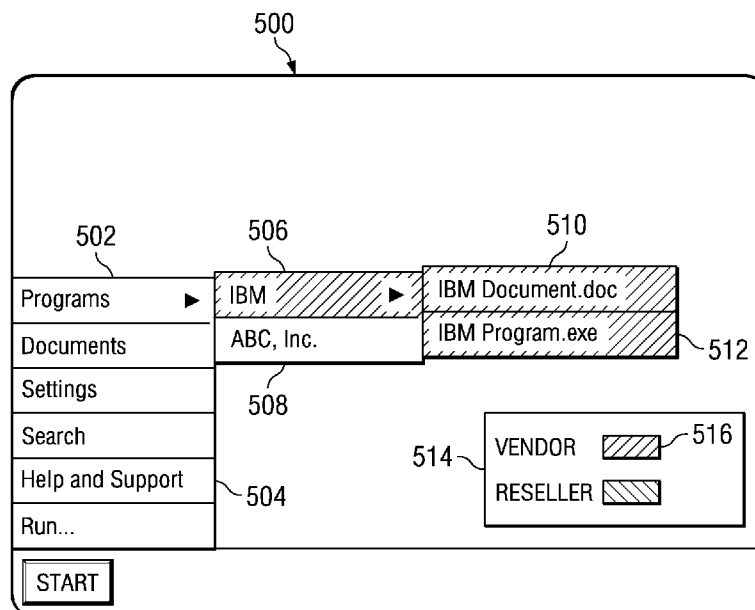 500
502
506
510
Programs
IBM
IBM Document.doc
Documents
ABC, Inc.
IBM Program.exe
512
Settings
508
Search
514
VENDOR
516
Help and Support
504
RESELLER
Run...
START